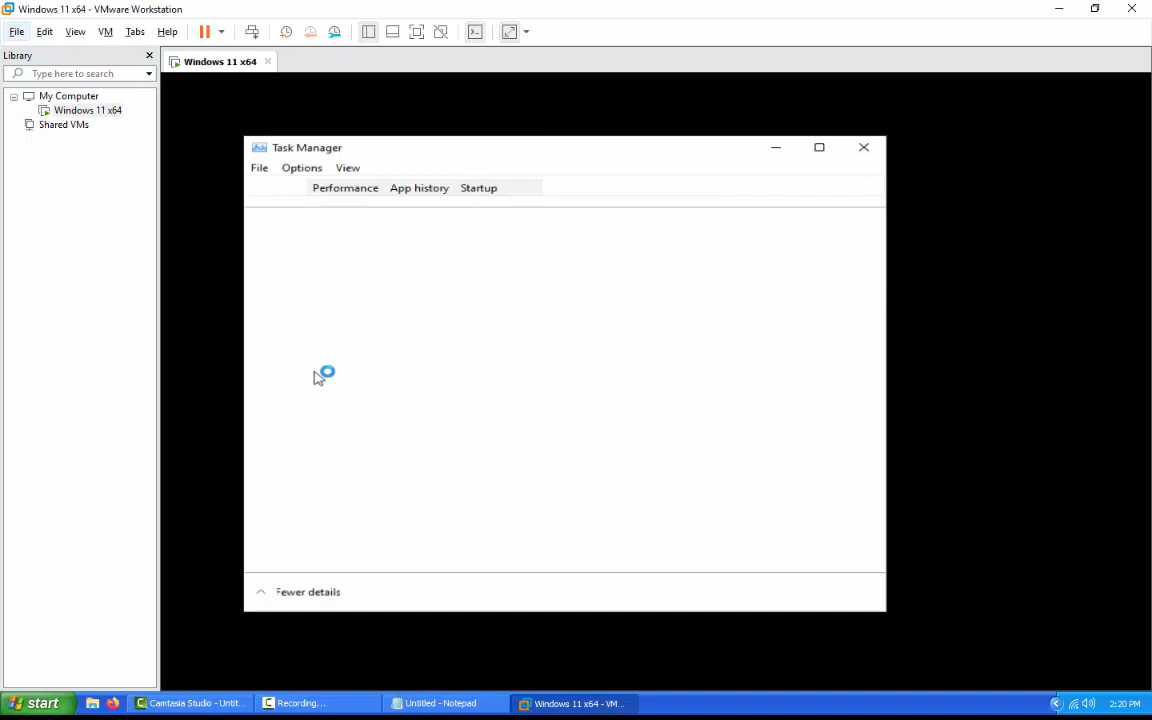 Windows 11 x64 - VMware Workstation
File Edit View VM Tabs Help
Library
Type here to search
My Computer
Windows 11 x64
Shared VMs
Windows 11 x64
Task Manager
File Options View
Performance App history Startup
Fewer details
start
Camtasia Studio - Untit...
Recording...
Untitled - Notepad
Windows 11 x64 - VM...
2:20 PM